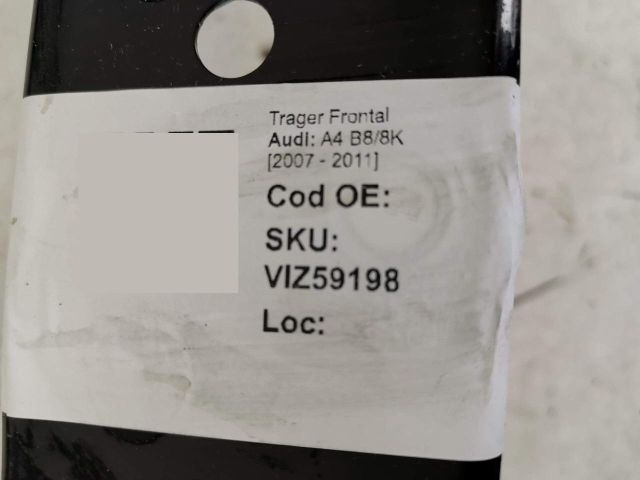 Trager Frontal
Audi: A4 B8/8K
[2007 - 2011]
Cod OE:
SKU:
VIZ59198
Loc: